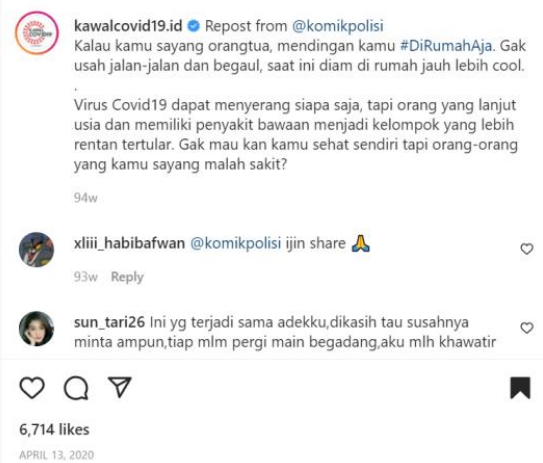 kawalcovid19.id Repost from @komikpolisi
Kalau kamu sayang orangtua, mendingan kamu #DiRumahAja. Gak
usah jalan-jalan dan begaul, saat ini diam di rumah jauh lebih cool.
.
Virus Covid19 dapat menyerang siapa saja, tapi orang yang lanjut
usia dan memiliki penyakit bawaan menjadi kelompok yang lebih
rentan tertular. Gak mau kan kamu sehat sendiri tapi orang-orang
yang kamu sayang malah sakit?
94w
xliii_habibafwan @komikpolisi ijin share 🙏
93w Reply
sun_tari26 Ini yg terjadi sama adekku,dikasih tau susahnya
minta ampun,tiap mlm pergi main begadang,aku mlh khawatir
6,714 likes
APRIL 13, 2020